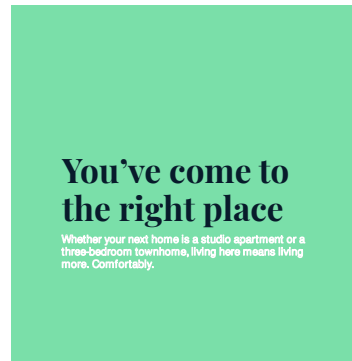 You’ve come to
the right place
Whether your next home is a studio apartment or a
three-bedroom townhome, living here means living
more. Comfortably.